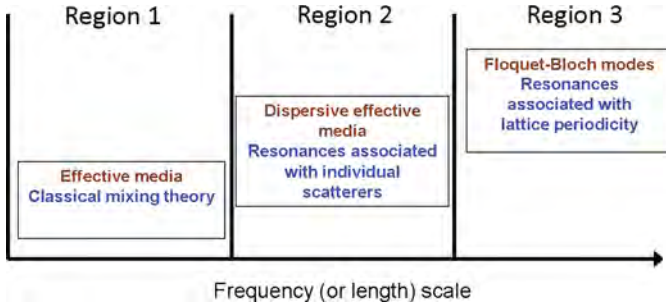 Region 1
Region 2
Region 3
Effective media
Classical mixing theory
Dispersive effective
media
Resonances associated
with individual
scatterers
Floquet-Bloch modes
Resonances
associated with
lattice periodicity
Frequency (or length) scale